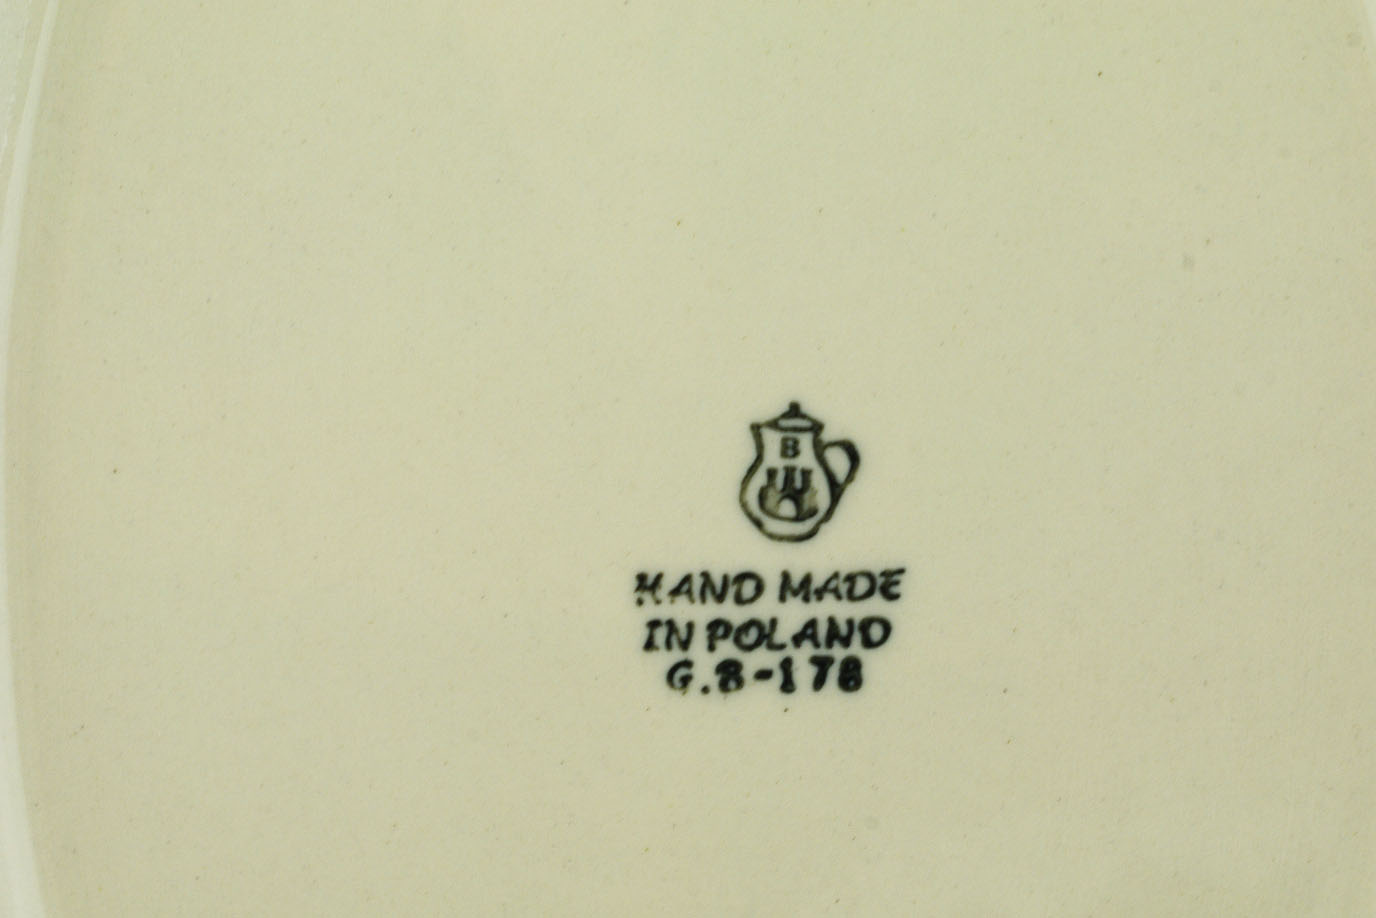 B
HAND MADE
IN POLAND
G.8-178